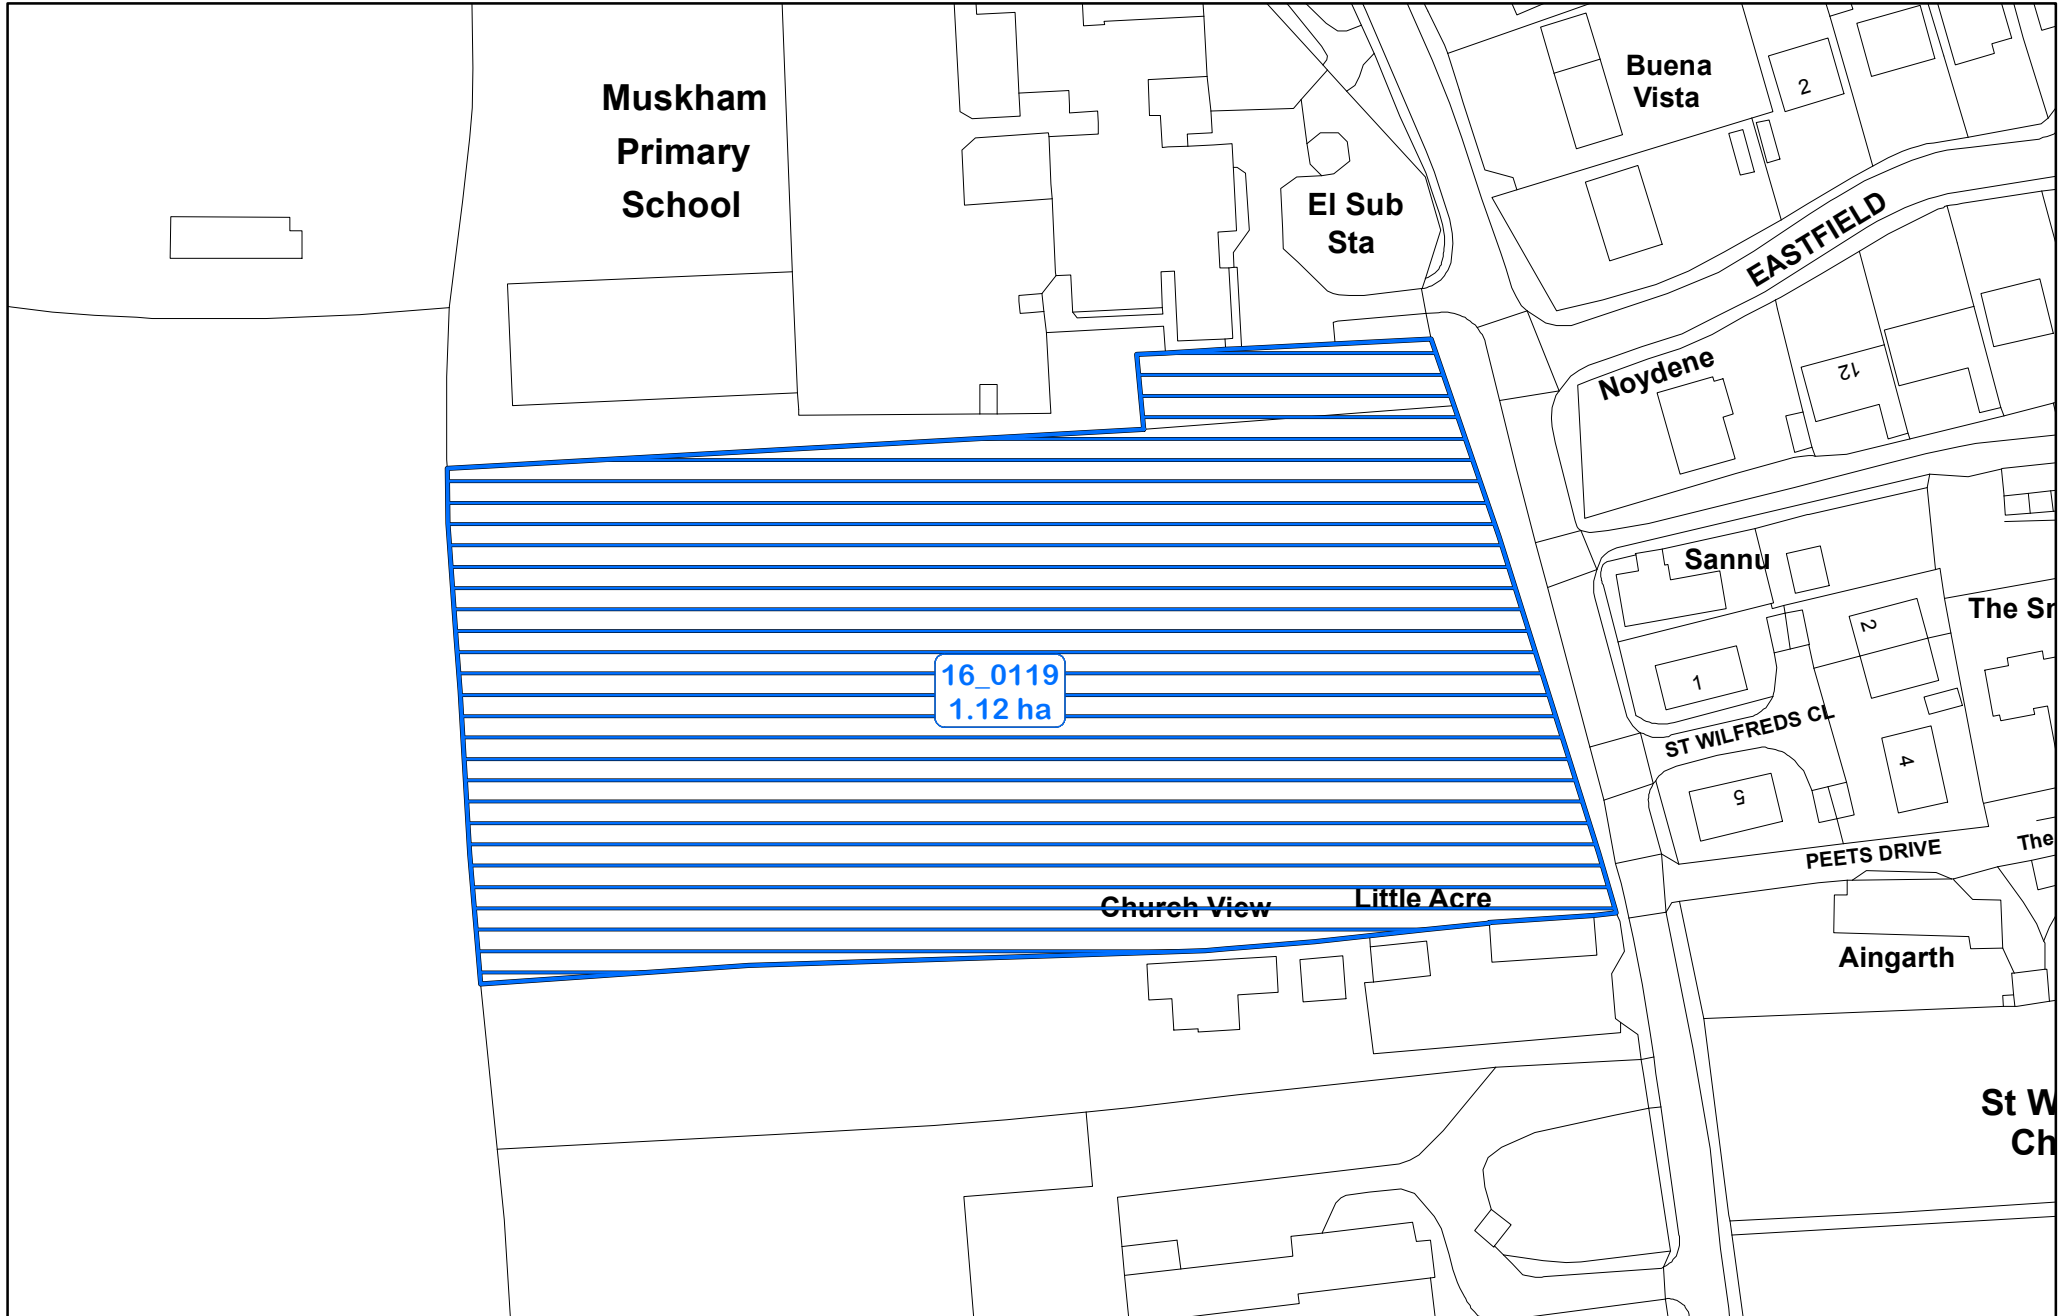 Muskham
Primary
School
Buena
Vista
2
El Sub
Sta
EASTFIELD
Noydene
12
Sannu
The Sr
2
1
16_0119
1.12 ha
ST WILFREDS CL
4
5
PEETS DRIVE
The
Church View
Little Acre
Aingarth
St W
Ch